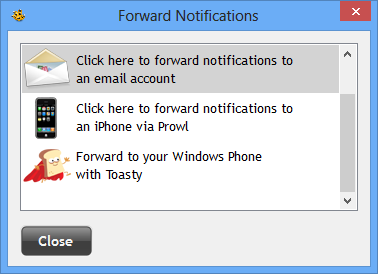 Forward Notifications
Click here to forward notifications to
an email account
Click here to forward notifications to
an iPhone via Prowl
Forward to your Windows Phone
with Toasty
Close